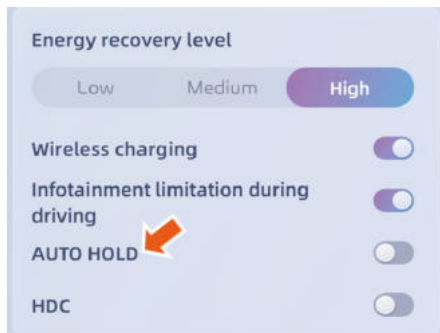 Energy recovery level
Low Medium High
Wireless charging
Infotainment limitation during
driving
AUTO HOLD
HDC